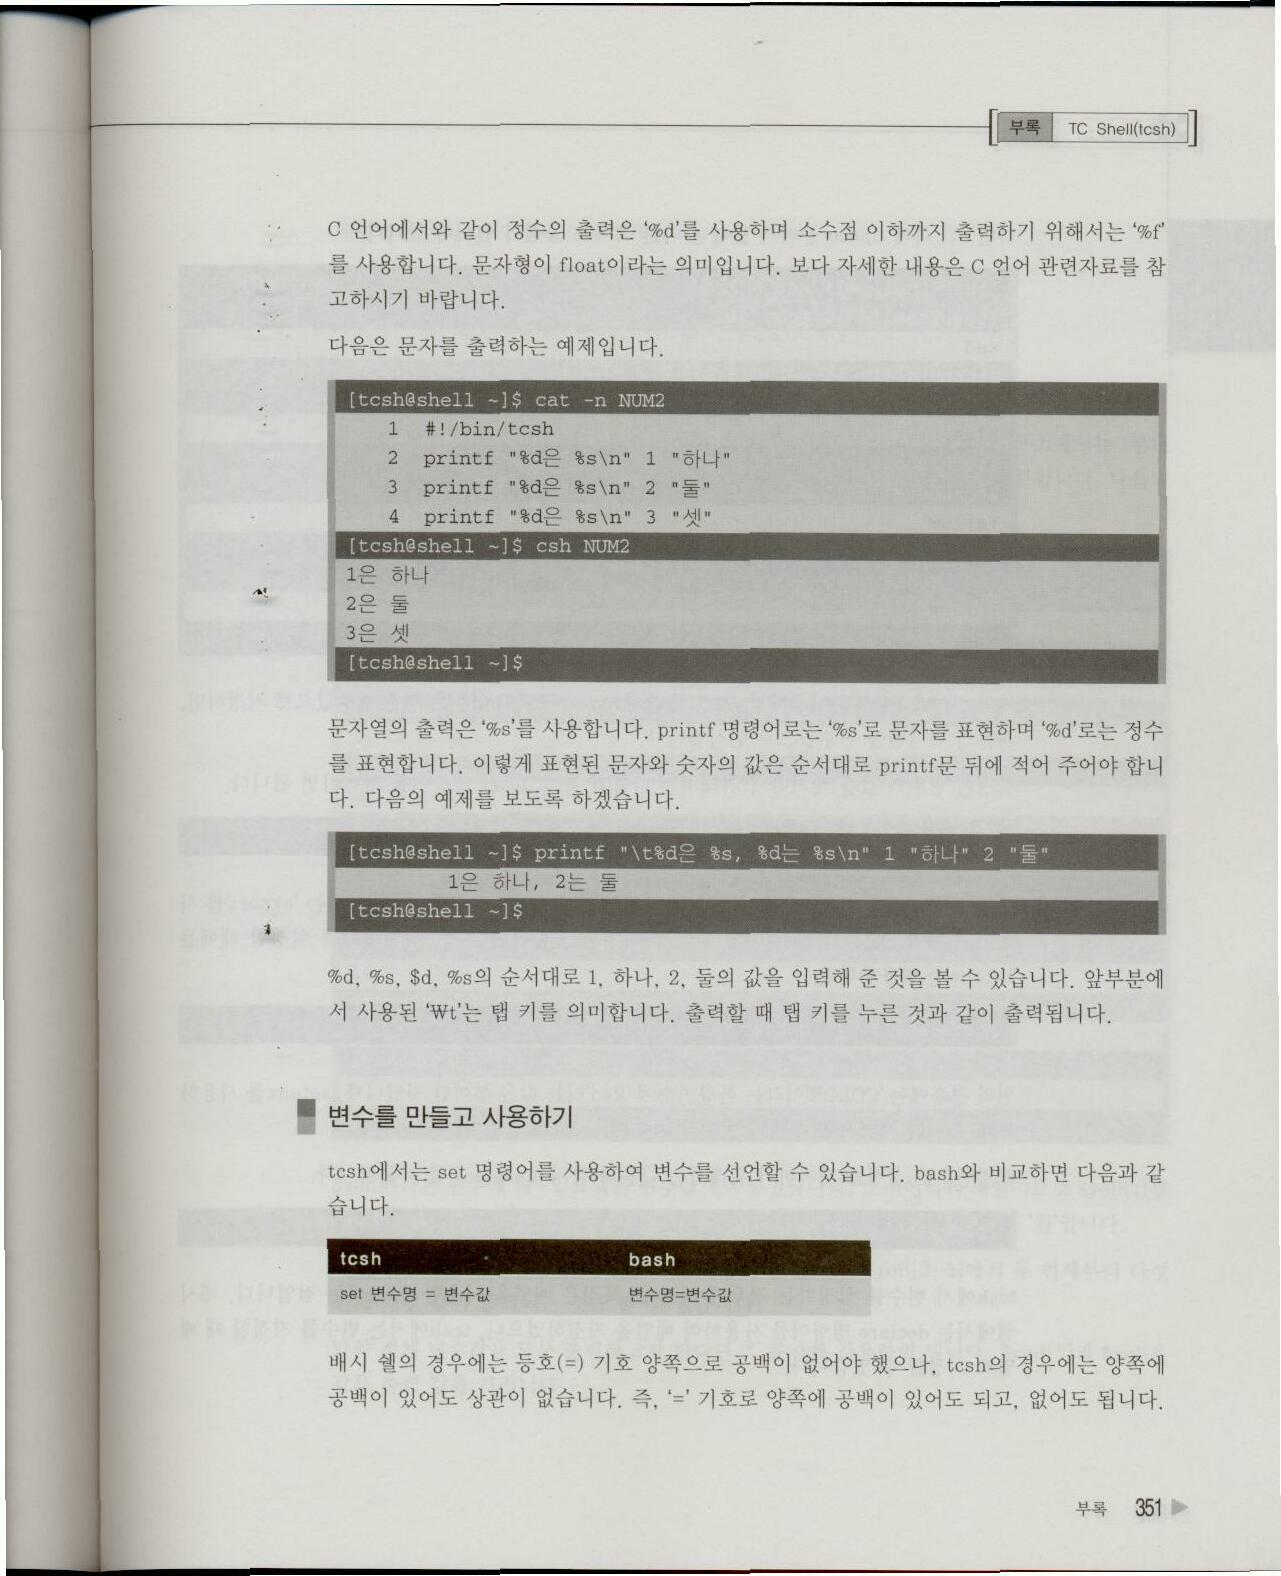 부록 TC Shell(tcsh)
C 언어에서와 같이 정수의 출력은 '%d'를 사용하며 소수점 이하까지 출력하기 위해서는 '%f'
를 사용합니다. 문자형이 float이라는 의미입니다. 보다 자세한 내용은 C 언어 관련자료를 참
고하시기 바랍니다.
다음은 문자를 출력하는 예제입니다.
[tcsh@shell ~]$ cat -n NUM2
1 #!/bin/tcsh
2 printf "%d은 %s\n" 1 "하나"
3 printf "%d은 %s\n" 2 "둘"
4 printf "%d은 %s\n" 3 "셋"
[tcsh@shell ~]$ csh NUM2
1은 하나
2은 둘
3은 셋
[tcsh@shell ~]$
문자열의 출력은 '%s'를 사용합니다. printf 명령어로는 '%s'로 문자를 표현하며 '%d'로는 정수
를 표현합니다. 이렇게 표현된 문자와 숫자의 값은 순서대로 printf문 뒤에 적어 주어야 합니
다. 다음의 예제를 보도록 하겠습니다.
[tcsh@shell ~]$ printf "\t%d은 %s, %d는 %s\n" 1 "하나" 2 "둘"
1은 하나, 2는 둘
[tcsh@shell ~]$
%d, %s, $d, %s의 순서대로 1, 하나, 2, 둘의 값을 입력해 준 것을 볼 수 있습니다. 앞부분에
서 사용된 '₩t'는 탭 키를 의미합니다. 출력할 때 탭 키를 누른 것과 같이 출력됩니다.
변수를 만들고 사용하기
tcsh에서는 set 명령어를 사용하여 변수를 선언할 수 있습니다. bash와 비교하면 다음과 같
습니다.
tcsh bash
set 변수명 = 변수값 변수명=변수값
배시 쉘의 경우에는 등호(=) 기호 양쪽으로 공백이 없어야 했으나, tcsh의 경우에는 양쪽에
공백이 있어도 상관이 없습니다. 즉, '=' 기호로 양쪽에 공백이 있어도 되고, 없어도 됩니다.
부록 351